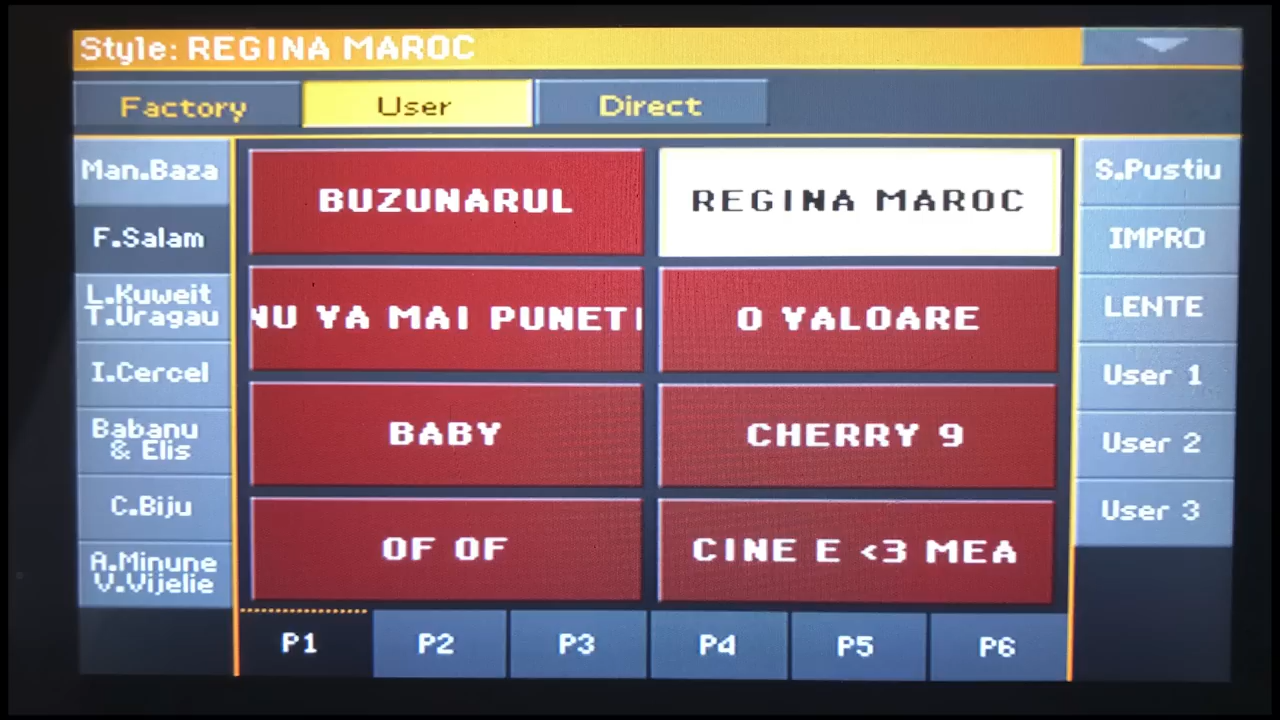 Style: REGINA MAROC
Factory
User
Direct
Man.Baza
F.Salam
L.Kuweit
T.Uragau
I.Cercel
Babanu
& Elis
C.Biju
A.Minune
V.Vijelie
BUZUNARUL
REGINA MAROC
NU VA MAI PUNETI
O VALOARE
BABY
CHERRY 9
OF OF
CINE E <3 MEA
S.Pustiu
IMPRO
LENTE
User 1
User 2
User 3
P1
P2
P3
P4
P5
P6